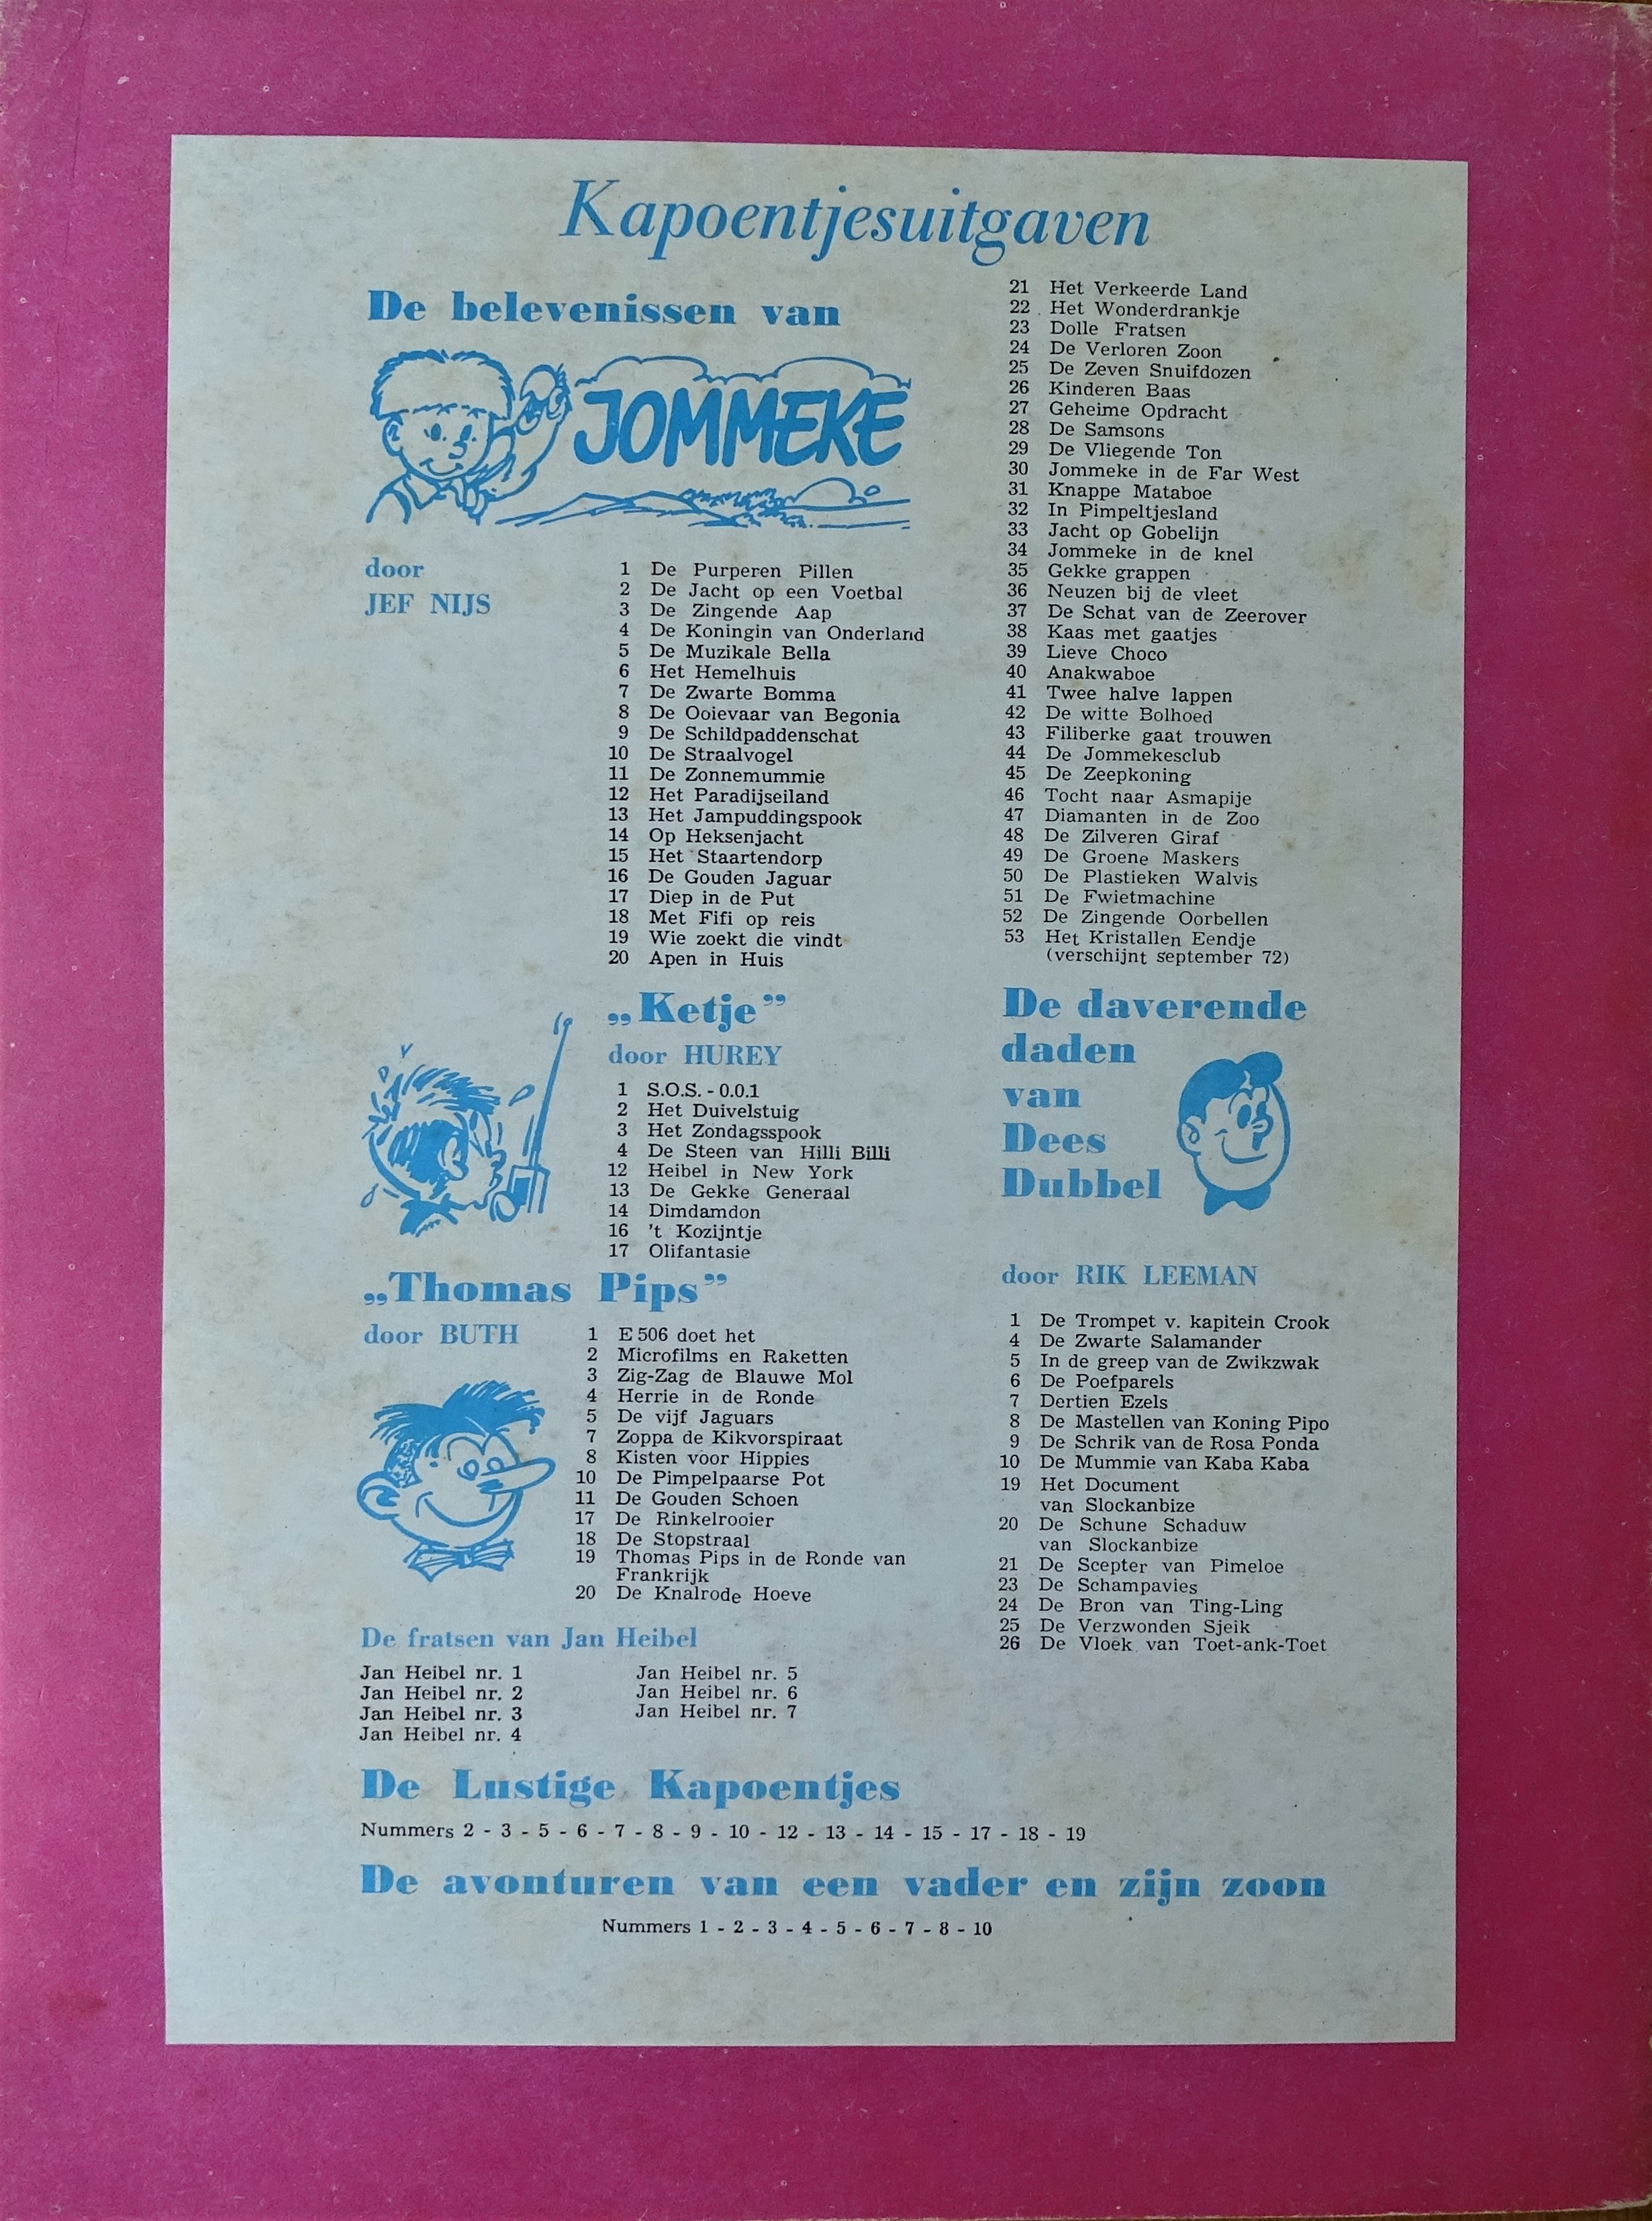 Kapoentjesuitgaven
De belevenissen van
JOMMEKE
door
JEF NIJS
1 De Purperen Pillen
2 De Jacht op een Voetbal
3 De Zingende Aap
4 De Koningin van Onderland
5 De Muzikale Bella
6 Het Hemelhuis
7 De Zwarte Bomma
8 De Ooievaar van Begonia
9 De Schildpaddenschat
10 De Straalvogel
11 De Zonnemummie
12 Het Paradijseiland
13 Het Jampuddingspook
14 Op Heksenjacht
15 Het Staartendorp
16 De Gouden Jaguar
17 Diep in de Put
18 Met Fifi op reis
19 Wie zoekt die vindt
20 Apen in Huis
21 Het Verkeerde Land
22 Het Wonderdrankje
23 Dolle Fratsen
24 De Verloren Zoon
25 De Zeven Snuifdozen
26 Kinderen Baas
27 Geheime Opdracht
28 De Samsons
29 De Vliegende Ton
30 Jommeke in de Far West
31 Knappe Mataboe
32 In Pimpeltjesland
33 Jacht op Gobelijn
34 Jommeke in de knel
35 Gekke grappen
36 Neuzen bij de vleet
37 De Schat van de Zeerover
38 Kaas met gaatjes
39 Lieve Choco
40 Anakwaboe
41 Twee halve lappen
42 De witte Bolhoed
43 Filiberke gaat trouwen
44 De Jommekesclub
45 De Zeepkoning
46 Tocht naar Asmapije
47 Diamanten in de Zoo
48 De Zilveren Giraf
49 De Groene Maskers
50 De Plastieken Walvis
51 De Fwietmachine
52 De Zingende Oorbellen
53 Het Kristallen Eendje
(verschijnt september 72)
„Ketje”
door HUREY
1 S.O.S. - 0.0.1
2 Het Duivelstuig
3 Het Zondagsspook
4 De Steen van Hilli Billi
12 Heibel in New York
13 De Gekke Generaal
14 Dimdamdon
16 't Kozijntje
17 Olifantasie
„Thomas Pips”
door BUTH
1 E 506 doet het
2 Microfilms en Raketten
3 Zig-Zag de Blauwe Mol
4 Herrie in de Ronde
5 De vijf Jaguars
7 Zoppa de Kikvorspiraat
8 Kisten voor Hippies
10 De Pimpelpaarse Pot
11 De Gouden Schoen
17 De Rinkelrooier
18 De Stopstraal
19 Thomas Pips in de Ronde van
Frankrijk
20 De Knalrode Hoeve
De daverende
daden
van
Dees
Dubbel
door RIK LEEMAN
1 De Trompet v. kapitein Crook
4 De Zwarte Salamander
5 In de greep van de Zwikzwak
6 De Poefparels
7 Dertien Ezels
8 De Mastellen van Koning Pipo
9 De Schrik van de Rosa Ponda
10 De Mummie van Kaba Kaba
19 Het Document
van Slockanbize
20 De Schune Schaduw
van Slockanbize
21 De Scepter van Pimeloe
23 De Schampavies
24 De Bron van Ting-Ling
25 De Verzwonden Sjeik
26 De Vloek van Toet-ank-Toet
De fratsen van Jan Heibel
Jan Heibel nr. 1
Jan Heibel nr. 2
Jan Heibel nr. 3
Jan Heibel nr. 4
Jan Heibel nr. 5
Jan Heibel nr. 6
Jan Heibel nr. 7
De Lustige Kapoentjes
Nummers 2 - 3 - 5 - 6 - 7 - 8 - 9 - 10 - 12 - 13 - 14 - 15 - 17 - 18 - 19
De avonturen van een vader en zijn zoon
Nummers 1 - 2 - 3 - 4 - 5 - 6 - 7 - 8 - 10